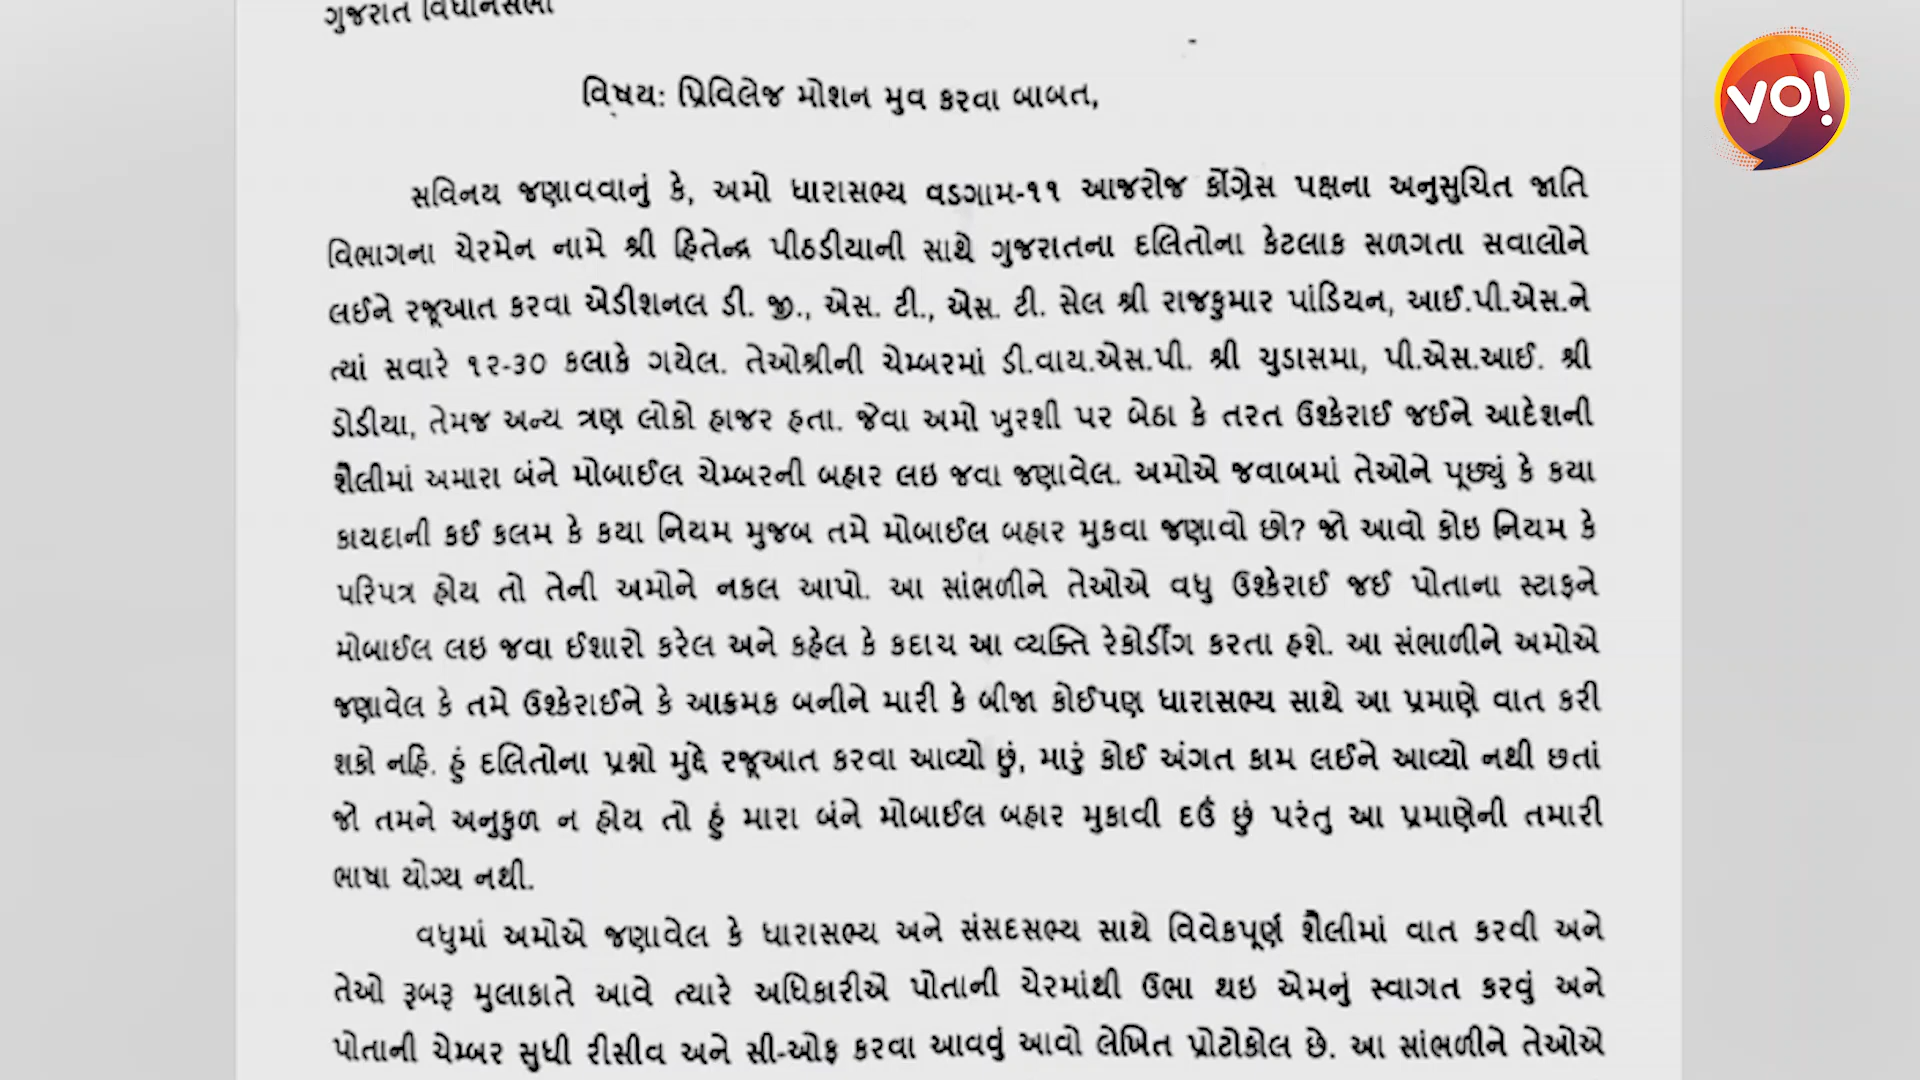 ગુજરાત વિધાનસભા
વિષય: પ્રિવિલેજ મોશન મુવ કરવા બાબત,
VO!
સવિનય જણાવવાનું કે, અમો ધારાસભ્ય વડગામ-૧૧ આજરોજ કોંગ્રેસ પક્ષના અનુસુચિત જાતિ
વિભાગના ચેરમેન નામે શ્રી હિતેન્દ્ર પીઠડીયાની સાથે ગુજરાતના દલિતોના કેટલાક સળગતા સવાલોને
લઈને રજૂઆત કરવા એડીશનલ ડી. જી., એસ. ટી., એસ. ટી. સેલ શ્રી રાજકુમાર પાંડિયન, આઈ.પી.એસ.ને
ત્યાં સવારે ૧૨-૩૦ કલાકે ગયેલ. તેઓશ્રીની ચેમ્બરમાં ડી.વાય.એસ.પી. શ્રી ચુડાસમા, પી.એસ.આઈ. શ્રી
ડોડીયા, તેમજ અન્ય ત્રણ લોકો હાજર હતા. જેવા અમો ખુરશી પર બેઠા કે તરત ઉશ્કેરાઈ જઈને આદેશની
શૈલીમાં અમારા બંને મોબાઈલ ચેમ્બરની બહાર લઇ જવા જણાવેલ. અમોએ જવાબમાં તેઓને પૂછ્યું કે કયા
કાયદાની કઈ કલમ કે કયા નિયમ મુજબ તમે મોબાઈલ બહાર મુકવા જણાવો છો? જો આવો કોઇ નિયમ કે
પરિપત્ર હોય તો તેની અમોને નકલ આપો. આ સાંભળીને તેઓએ વધુ ઉશ્કેરાઈ જઈ પોતાના સ્ટાફને
મોબાઈલ લઇ જવા ઈશારો કરેલ અને કહેલ કે કદાચ આ વ્યક્તિ રેકોર્ડીંગ કરતા હશે. આ સંભાળીને અમોએ
જણાવેલ કે તમે ઉશ્કેરાઈને કે આક્રમક બનીને મારી કે બીજા કોઈપણ ધારાસભ્ય સાથે આ પ્રમાણે વાત કરી
શકો નહિ. હું દલિતોના પ્રશ્નો મુદ્દે રજૂઆત કરવા આવ્યો છું, મારું કોઈ અંગત કામ લઈને આવ્યો નથી છતાં
જો તમને અનુકુળ ન હોય તો હું મારા બંને મોબાઈલ બહાર મુકાવી દઉં છું પરંતુ આ પ્રમાણેની તમારી
ભાષા યોગ્ય નથી.
વધુમાં અમોએ જણાવેલ કે ધારાસભ્ય અને સંસદસભ્ય સાથે વિવેકપૂર્ણ શૈલીમાં વાત કરવી અને
તેઓ રૂબરૂ મુલાકાતે આવે ત્યારે અધિકારીએ પોતાની ચેરમાંથી ઉભા થઇ એમનું સ્વાગત કરવું અને
પોતાની ચેમ્બર સુધી રીસીવ અને સી-ઓફ કરવા આવવું આવો લેખિત પ્રોટોકોલ છે. આ સાંભળીને તેઓએ